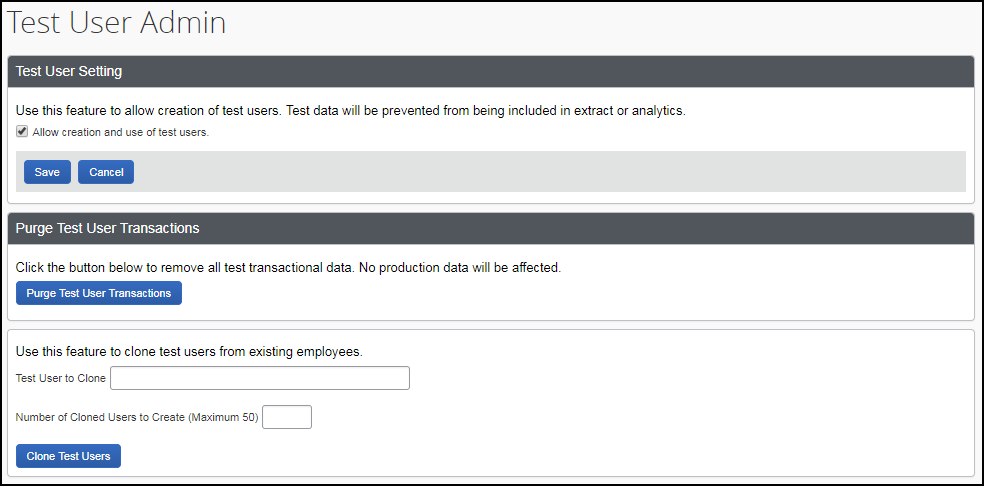 Test User Admin
Test User Setting
Use this feature to allow creation of test users. Test data will be prevented from being included in extract or analytics.
Allow creation and use of test users.
Save Cancel
Purge Test User Transactions
Click the button below to remove all test transactional data. No production data will be affected.
Purge Test User Transactions
Use this feature to clone test users from existing employees.
Test User to Clone
Number of Cloned Users to Create (Maximum 50)
Clone Test Users